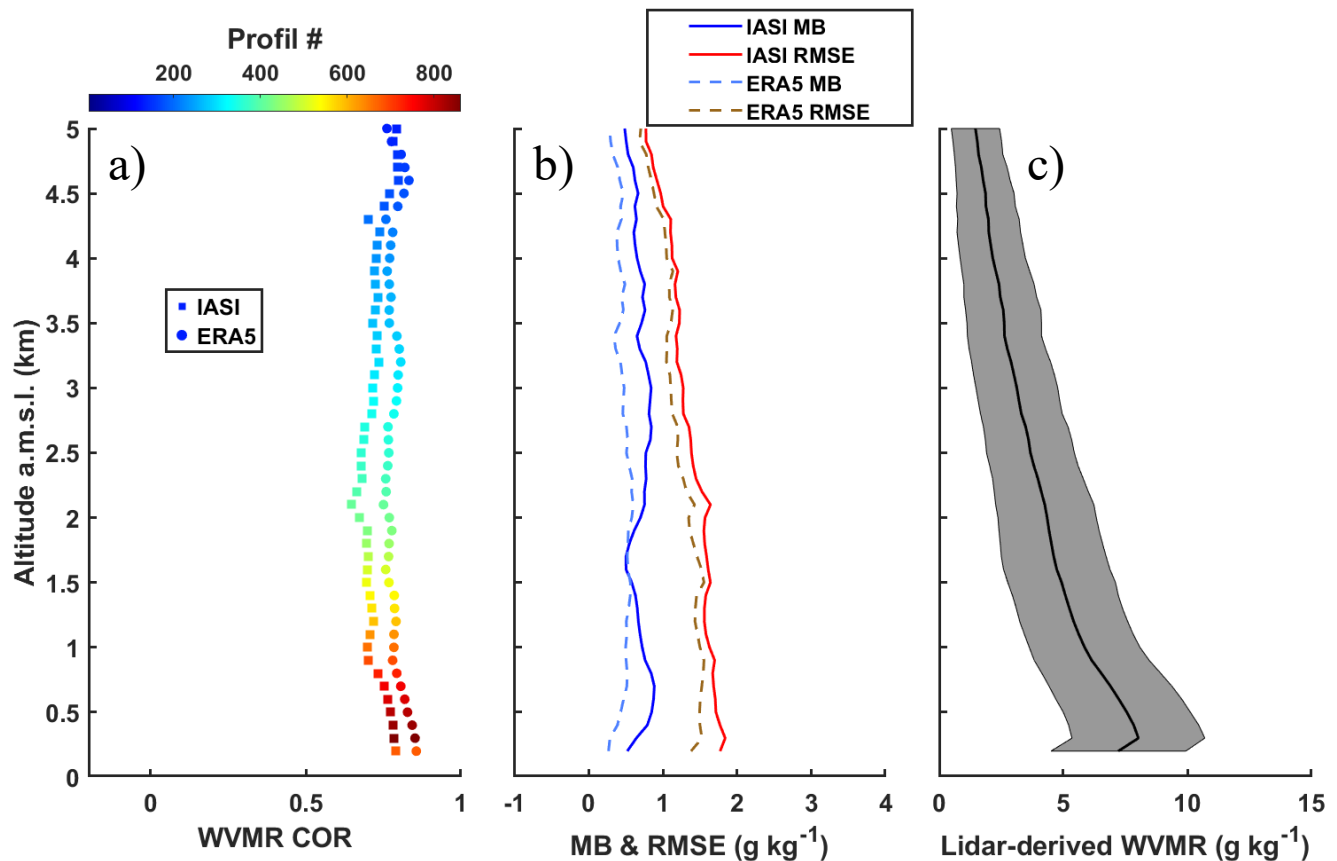 Profil #
200 400 600 800
IASI MB
IASI RMSE
ERA5 MB
ERA5 RMSE
a)
b)
c)
IASI
ERA5
Altitude a.m.s.l. (km)
5
4.5
4
3.5
3
2.5
2
1.5
1
0.5
0
0 0.5 1
-1 0 1 2 3 4
0 5 10 15
WVMR COR
MB & RMSE (g kg⁻¹)
Lidar-derived WVMR (g kg⁻¹)